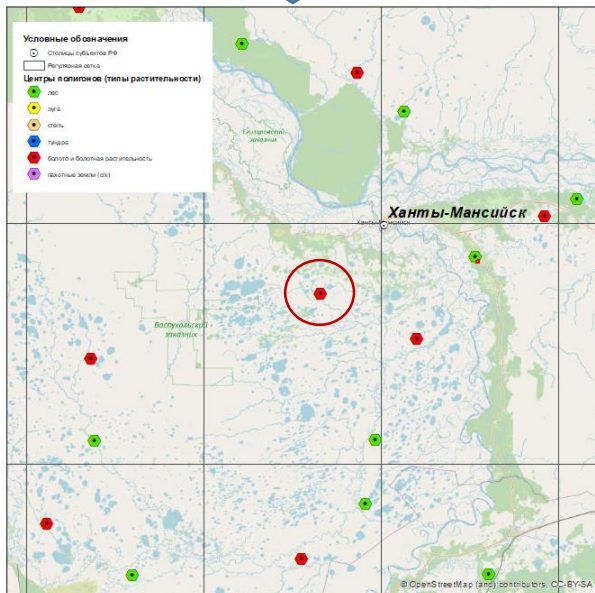 Условные обозначения
Столицы субъектов РФ
Регулярная сетка
Центры полигонов (типы растительности)
лес
луга
степь
тундра
болото и болотная растительность
пахотные земли (с/х)
Елизаровский
заказник
Ханты-Мансийск
Ханты-Мансийск
Васпухольский
заказник
© OpenStreetMap (and) contributors, CC-BY-SA